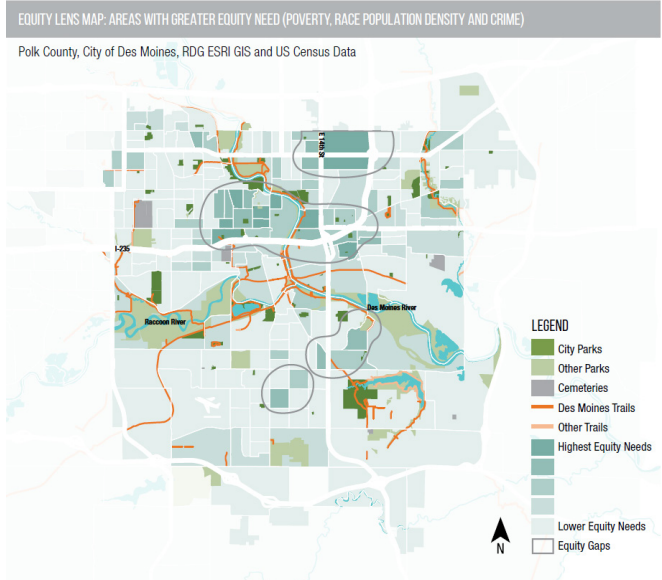 EQUITY LENS MAP: AREAS WITH GREATER EQUITY NEED (POVERTY, RACE POPULATION DENSITY AND CRIME)
Polk County, City of Des Moines, RDG ESRI GIS and US Census Data
E 14th St
I-235
Raccoon River
Des Moines River
LEGEND
City Parks
Other Parks
Cemeteries
Des Moines Trails
Other Trails
Highest Equity Needs
Lower Equity Needs
Equity Gaps
N